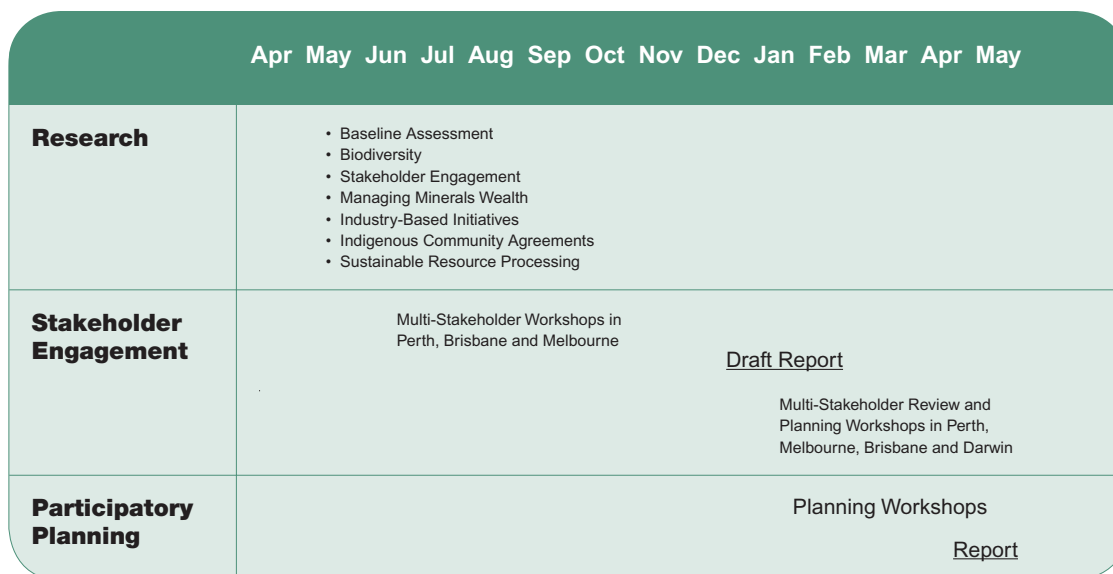 Apr May Jun Jul Aug Sep Oct Nov Dec Jan Feb Mar Apr May
Research
• Baseline Assessment
• Biodiversity
• Stakeholder Engagement
• Managing Minerals Wealth
• Industry-Based Initiatives
• Indigenous Community Agreements
• Sustainable Resource Processing
Stakeholder
Engagement
Multi-Stakeholder Workshops in
Perth, Brisbane and Melbourne
Draft Report
Multi-Stakeholder Review and
Planning Workshops in Perth,
Melbourne, Brisbane and Darwin
Participatory
Planning
Planning Workshops
Report